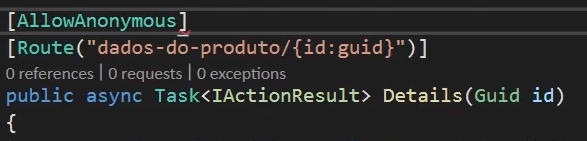 [AllowAnonymous]
[Route("dados-do-produto/{id:guid}")]
0 references | 0 requests | 0 exceptions
public async Task<IActionResult> Details(Guid id)
{